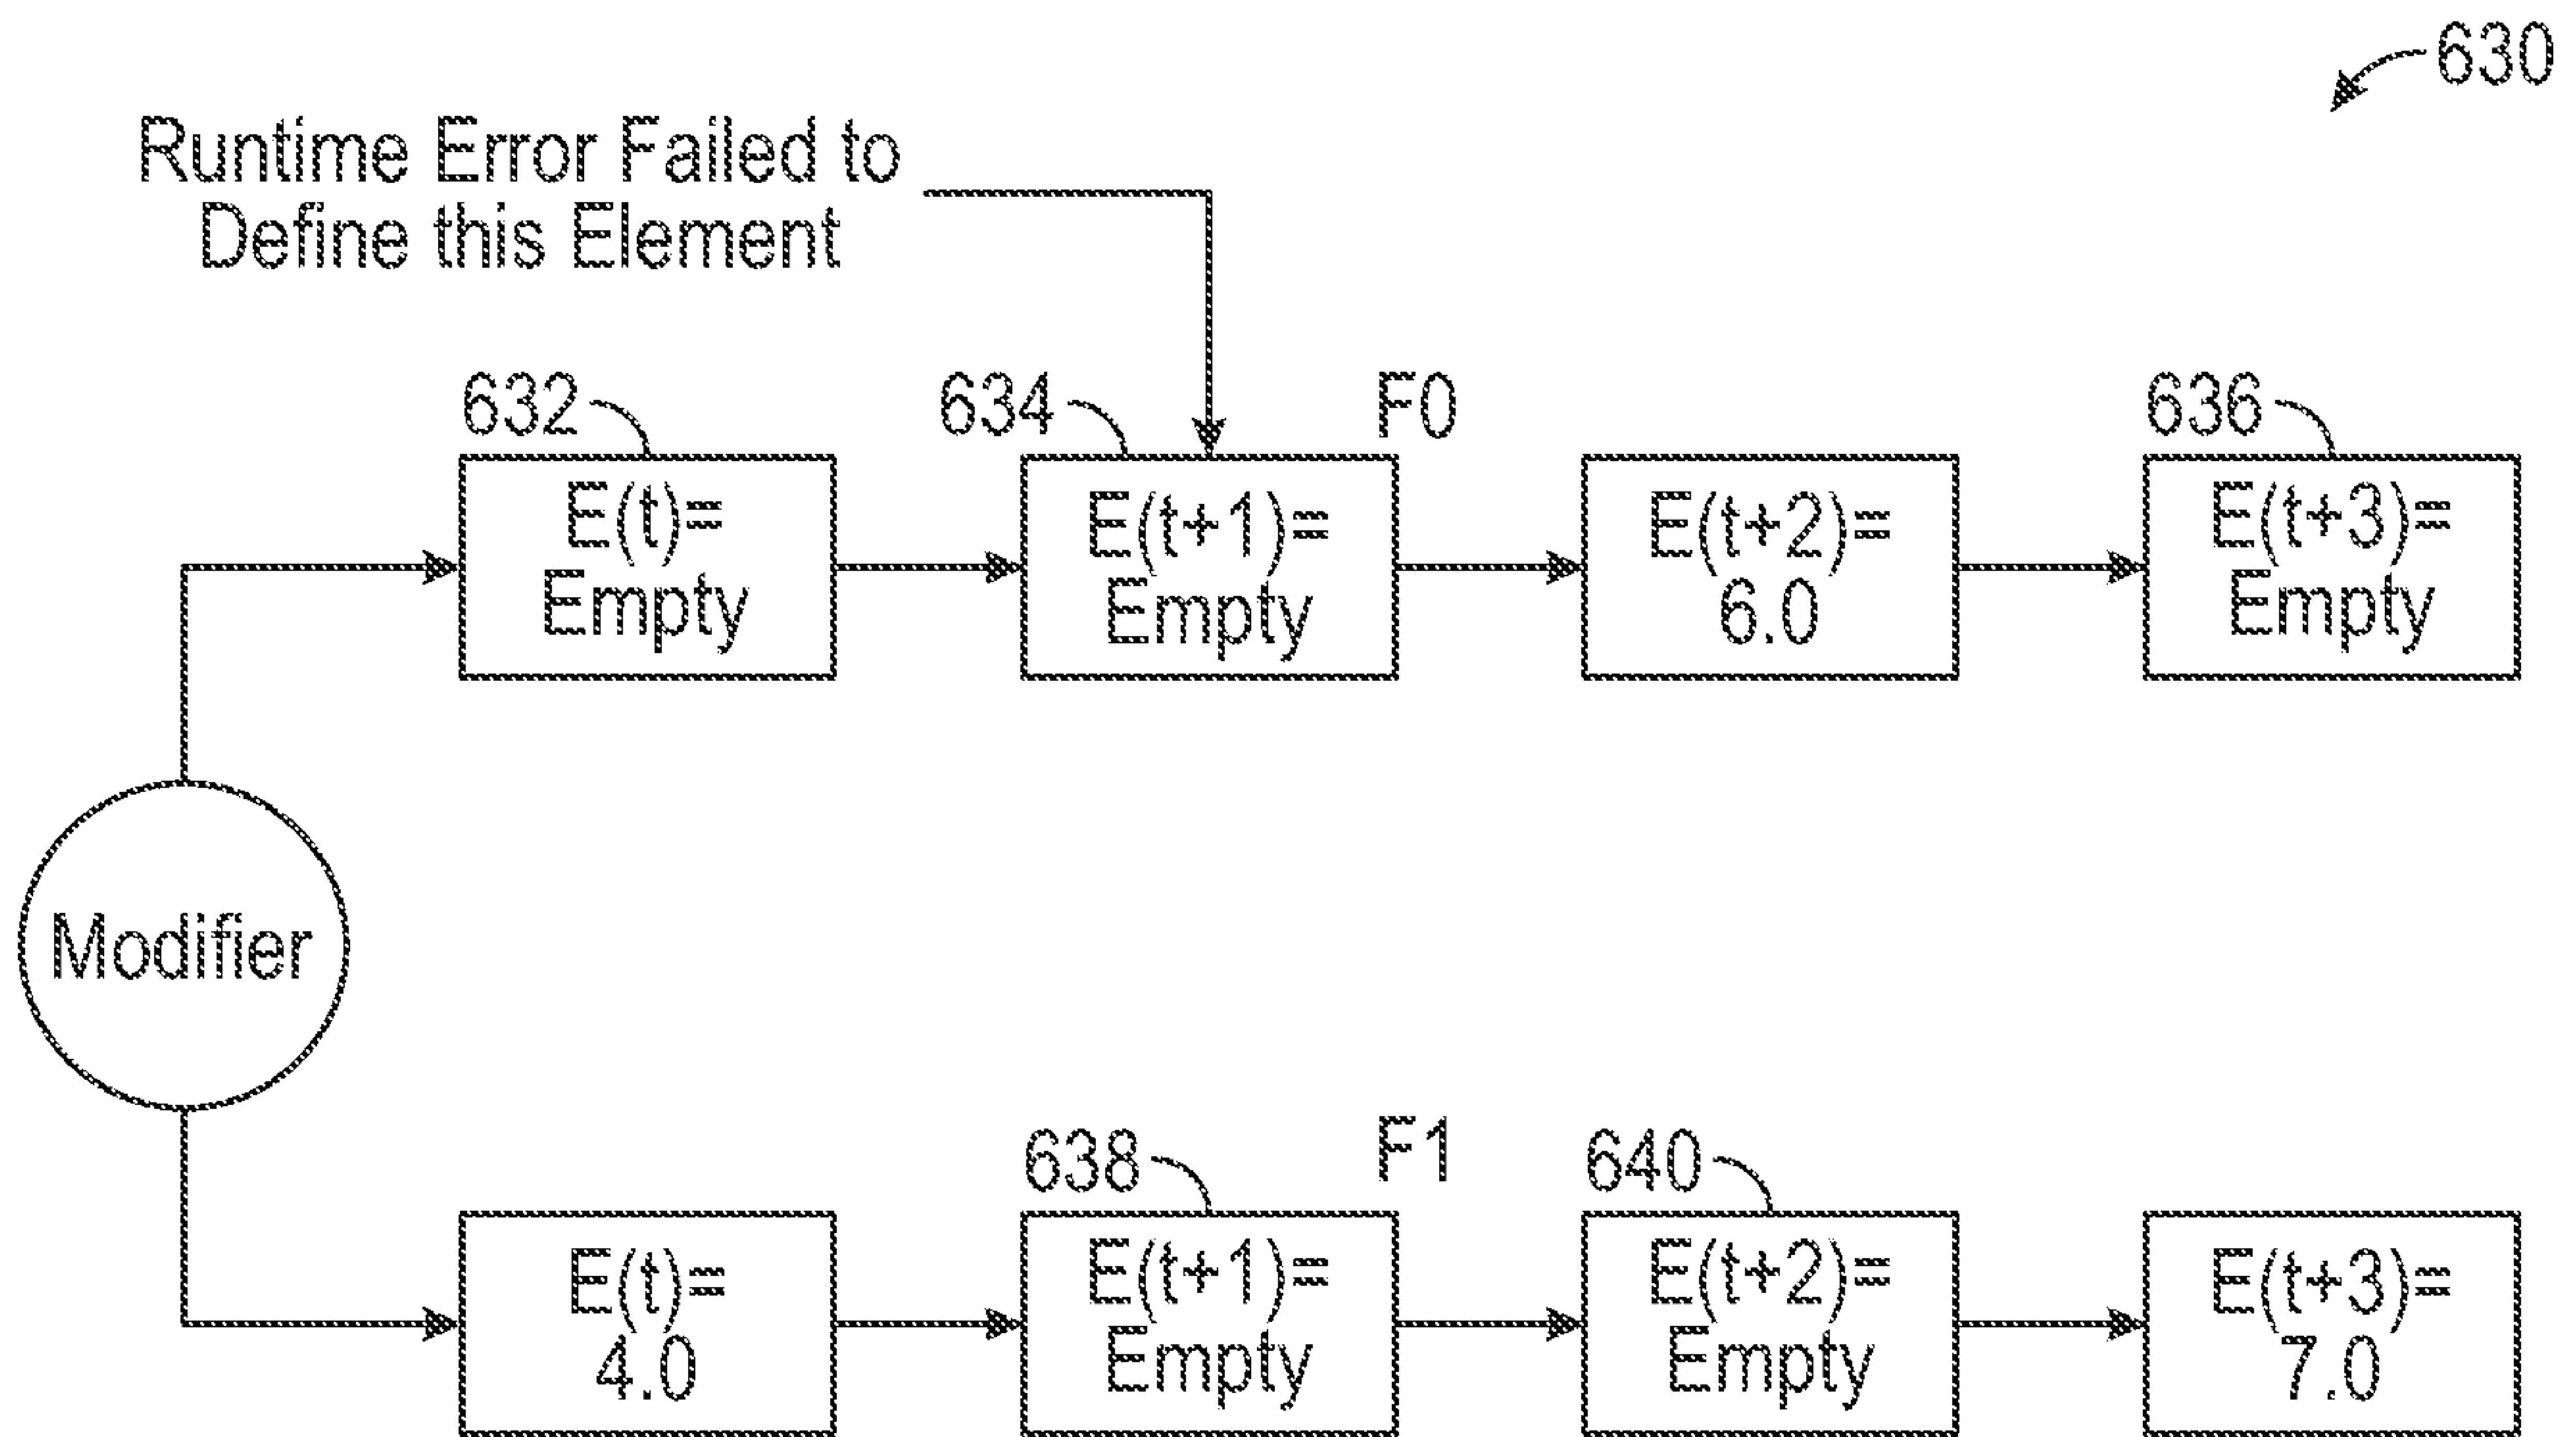 630
Runtime Error Failed to
Define this Element
632
634
F0
636
E(t)=
Empty
E(t+1)=
Empty
E(t+2)=
6.0
E(t+3)=
Empty
Modifier
638
F1
640
E(t)=
4.0
E(t+1)=
Empty
E(t+2)=
Empty
E(t+3)=
7.0